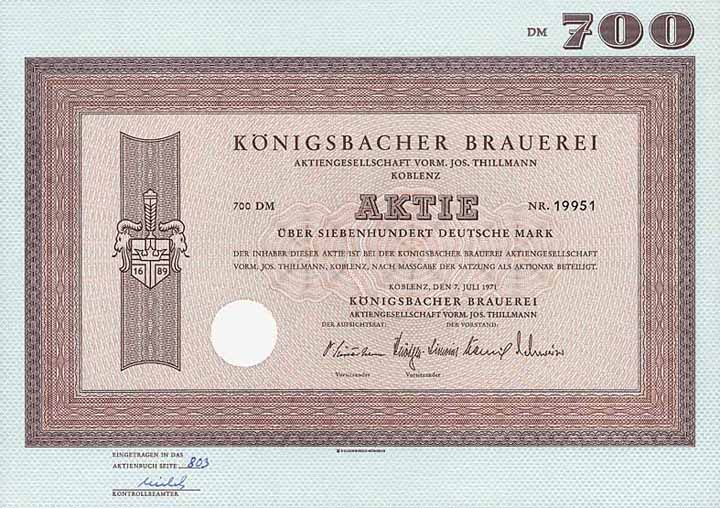 DM 700
KÖNIGSBACHER BRAUEREI
AKTIENGESELLSCHAFT VORM. JOS. THILLMANN
KOBLENZ
700 DM AKTIE NR. 19951
ÜBER SIEBENHUNDERT DEUTSCHE MARK
DER INHABER DIESER AKTIE IST BEI DER KÖNIGSBACHER BRAUEREI AKTIENGESELLSCHAFT
VORM. JOS. THILLMANN, KOBLENZ, NACH MASSGABE DER SATZUNG ALS AKTIONÄR BETEILIGT.
16 89
KOBLENZ, DEN 7. JULI 1971
KÖNIGSBACHER BRAUEREI
AKTIENGESELLSCHAFT VORM. JOS. THILLMANN
DER AUFSICHTSRAT: DER VORSTAND:
Vorsitzender Vorsitzender
EINGETRAGEN IN DAS
AKTIENBUCH SEITE 803
KONTROLLBEAMTER